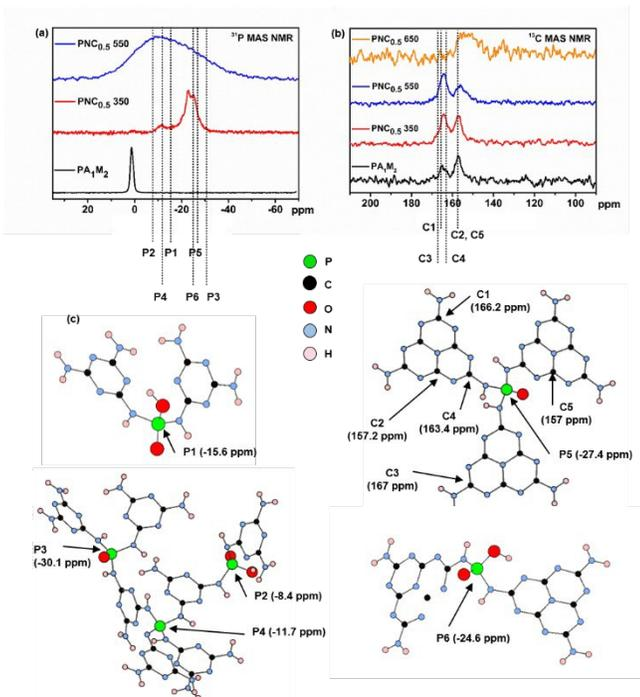 (a)
³¹P MAS NMR
PNC₀.₅ 550
PNC₀.₅ 350
PA₁M₂
20 0 -20 -40 -60 ppm
P2 P1 P5
P4 P6 P3
(b)
¹³C MAS NMR
PNC₀.₅ 650
PNC₀.₅ 550
PNC₀.₅ 350
PA₁M₂
200 180 160 140 120 100 ppm
C1
C2, C5
C3 C4
P
C
O
N
H
(c)
P1 (-15.6 ppm)
P3
(-30.1 ppm)
P2 (-8.4 ppm)
P4 (-11.7 ppm)
C1
(166.2 ppm)
C2
(157.2 ppm)
C4
(163.4 ppm)
C5
(157 ppm)
C3
(167 ppm)
P5 (-27.4 ppm)
P6 (-24.6 ppm)